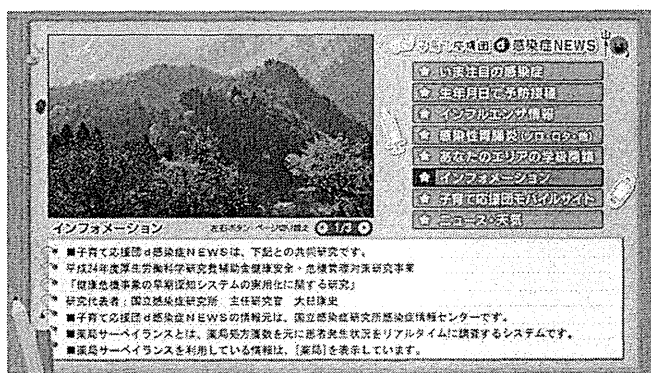 子育て応援団 d 感染症NEWS
★ いま注目の感染症
★ 生年月日で予防接種
★ インフルエンザ情報
★ 感染性胃腸炎(ノロ・ロタ・他)
★ あなたのエリアの学級閉鎖
★ インフォメーション
★ 子育て応援団モバイルサイト
★ ニュース・天気
インフォメーション 左右ボタン ページ切り替え 1/3
■子育て応援団d感染症NEWSは、下記との共同研究です。
平成24年度厚生労働科学研究費補助金健康安全・危機管理対策研究事業
「健康危機事象の早期探知システムの実用化に関する研究」
研究代表者:国立感染症研究所 主任研究官 大日康史
■子育て応援団d感染症NEWSの情報元は、国立感染症研究所感染症情報センターです。
■薬局サーベイランスとは、薬局処方箋数を元に患者発生状況をリアルタイムに調査するシステムです。
■薬局サーベイランスを利用している情報は、[薬局]を表示しています。